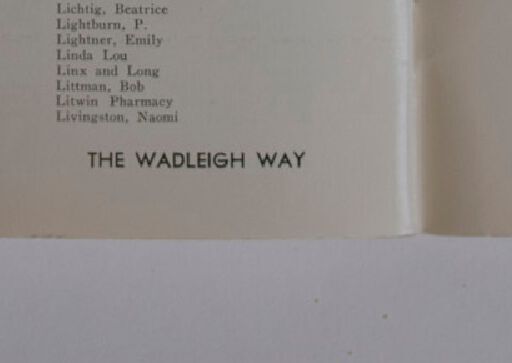 Lichtig, Beatrice
Lightburn, P.
Lightner, Emily
Linda Lou
Linx and Long
Littman, Bob
Litwin Pharmacy
Livingston, Naomi
THE WADLEIGH WAY